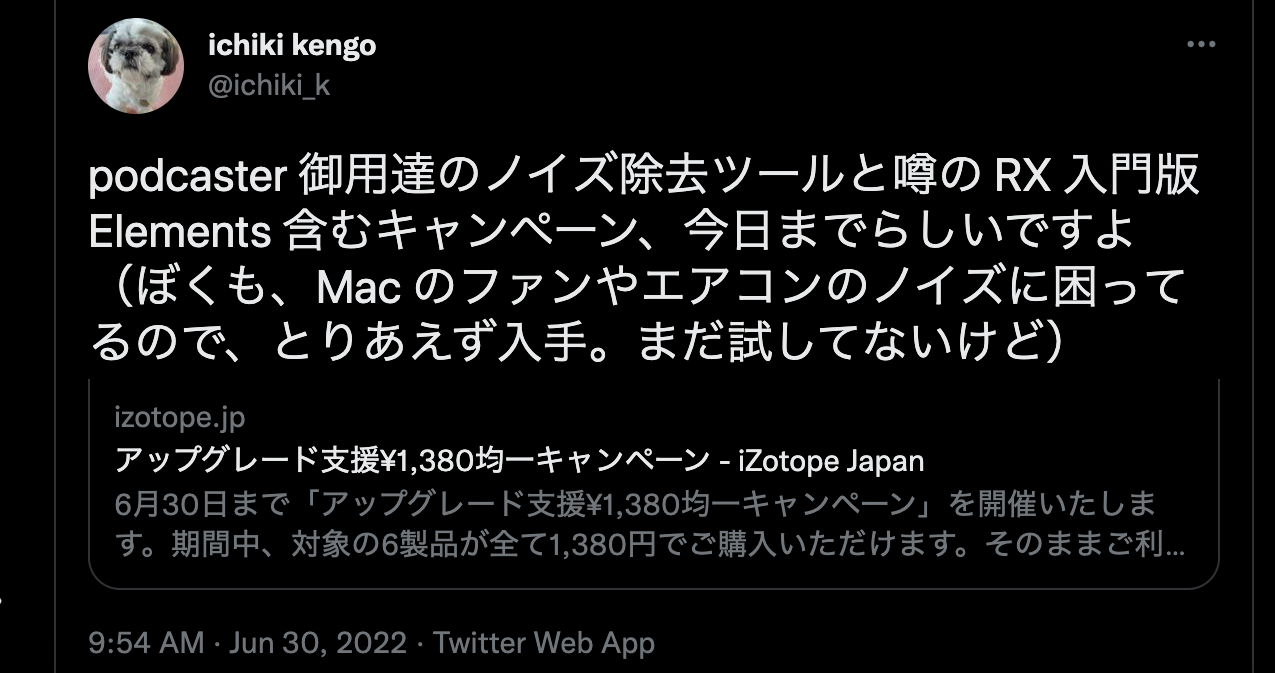 ichiki kengo
@ichiki_k
podcaster 御用達のノイズ除去ツールと噂の RX 入門版
Elements 含むキャンペーン、今日までらしいですよ
（ぼくも、Mac のファンやエアコンのノイズに困って
るので、とりあえず入手。まだ試してないけど）
izotope.jp
アップグレード支援¥1,380均一キャンペーン - iZotope Japan
6月30日まで「アップグレード支援¥1,380均一キャンペーン」を開催いたしま
す。期間中、対象の6製品が全て1,380円でご購入いただけます。そのままご利...
9:54 AM · Jun 30, 2022 · Twitter Web App